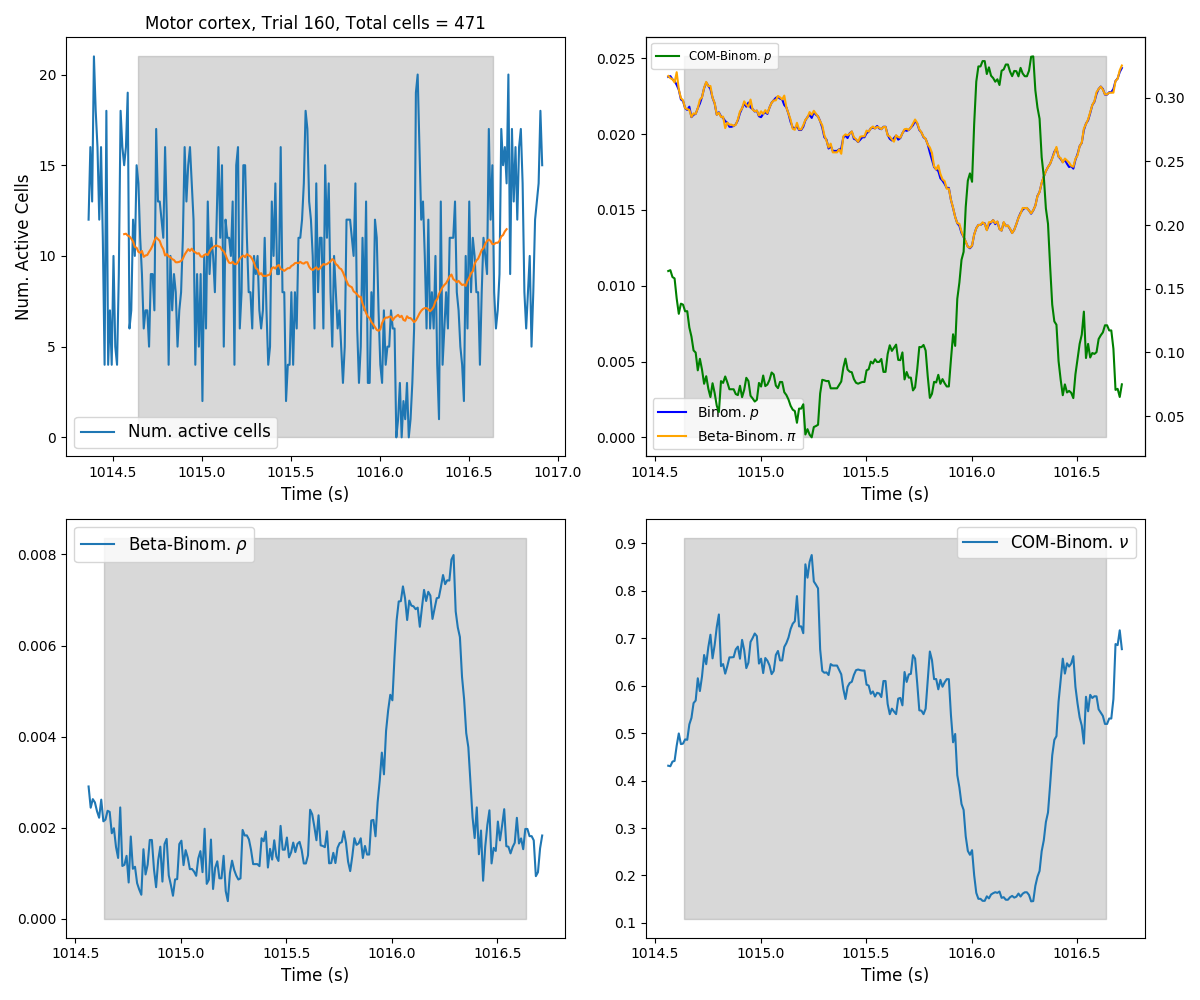 Motor cortex, Trial 160, Total cells = 471
Num. Active Cells
20
15
10
5
0
Num. active cells
1014.5 1015.0 1015.5 1016.0 1016.5 1017.0
Time (s)
COM-Binom. p
0.025
0.020
0.015
0.010
0.005
0.000
0.30
0.25
0.20
0.15
0.10
0.05
Binom. p
Beta-Binom. π
1014.5 1015.0 1015.5 1016.0 1016.5
Time (s)
Beta-Binom. ρ
0.008
0.006
0.004
0.002
0.000
1014.5 1015.0 1015.5 1016.0 1016.5
Time (s)
COM-Binom. ν
0.9
0.8
0.7
0.6
0.5
0.4
0.3
0.2
0.1
1014.5 1015.0 1015.5 1016.0 1016.5
Time (s)